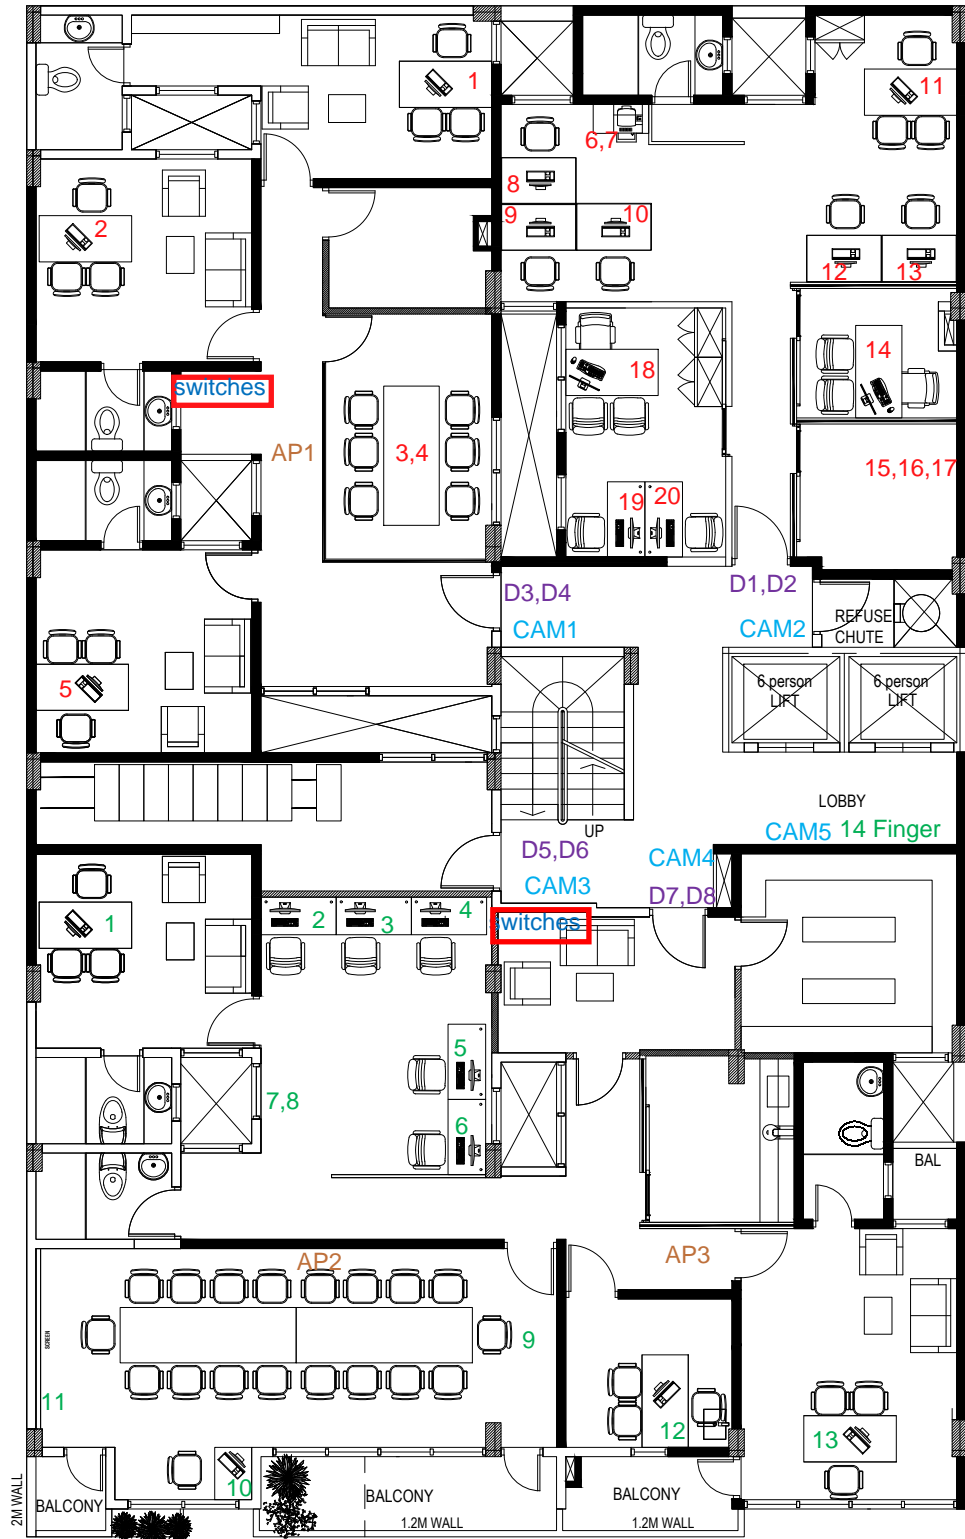 1
11
6,7
8
9
10
2
12
13
14
18
switches
AP1
3,4
15,16,17
19
20
D3,D4
D1,D2
CAM1
CAM2
REFUSE
CHUTE
5
6 person
LIFT
6 person
LIFT
LOBBY
UP
CAM5
14 Finger
D5,D6
CAM4
CAM3
D7,D8
1
2
3
4
witches
5
7,8
6
BAL
AP2
AP3
SCREEN
9
11
12
13
10
2M WALL
BALCONY
BALCONY
BALCONY
1.2M WALL
1.2M WALL